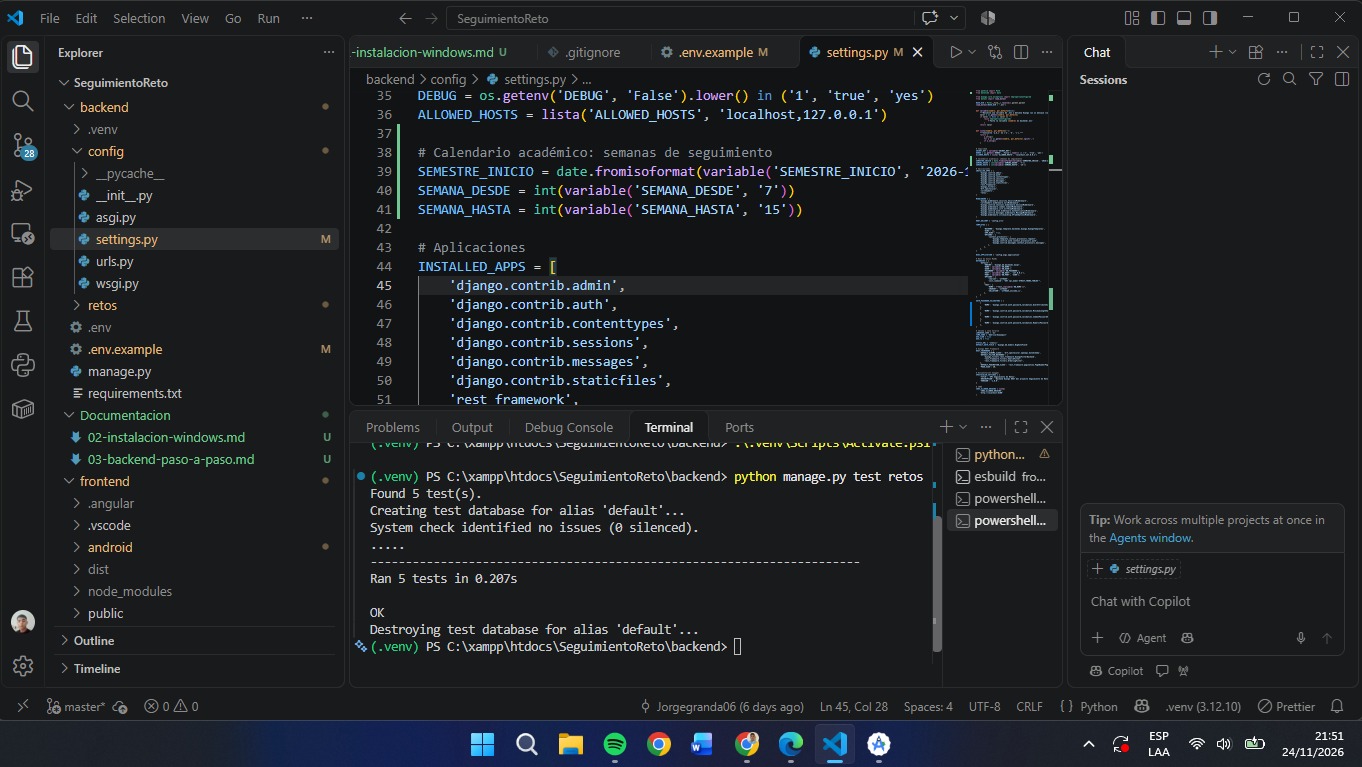 File Edit Selection View Go Run ···
SeguimientoReto
Explorer
SeguimientoReto
backend
.venv
config
__pycache__
__init__.py
asgi.py
settings.py M
urls.py
wsgi.py
retos
.env
.env.example M
manage.py
requirements.txt
Documentacion
02-instalacion-windows.md U
03-backend-paso-a-paso.md U
frontend
.angular
.vscode
android
dist
node_modules
public
Outline
Timeline
28
-instalacion-windows.md U .gitignore .env.example M settings.py M
backend > config > settings.py > ...
35 DEBUG = os.getenv('DEBUG', 'False').lower() in ('1', 'true', 'yes')
36 ALLOWED_HOSTS = lista('ALLOWED_HOSTS', 'localhost,127.0.0.1')
37
38 # Calendario académico: semanas de seguimiento
39 SEMESTRE_INICIO = date.fromisoformat(variable('SEMESTRE_INICIO', '2026-
40 SEMANA_DESDE = int(variable('SEMANA_DESDE', '7'))
41 SEMANA_HASTA = int(variable('SEMANA_HASTA', '15'))
42
43 # Aplicaciones
44 INSTALLED_APPS = [
45 'django.contrib.admin',
46 'django.contrib.auth',
47 'django.contrib.contenttypes',
48 'django.contrib.sessions',
49 'django.contrib.messages',
50 'django.contrib.staticfiles',
51 'rest_framework',
Problems Output Debug Console Terminal Ports
(.venv) PS C:\xampp\htdocs\SeguimientoReto\backend> .\.venv\Scripts\Activate.ps1
(.venv) PS C:\xampp\htdocs\SeguimientoReto\backend> python manage.py test retos
Found 5 test(s).
Creating test database for alias 'default'...
System check identified no issues (0 silenced).
.....
----------------------------------------------------------------------
Ran 5 tests in 0.207s
OK
Destroying test database for alias 'default'...
(.venv) PS C:\xampp\htdocs\SeguimientoReto\backend>
python...
esbuild fro...
powershell...
powershell...
Chat
Sessions
Tip: Work across multiple projects at once in
the Agents window.
settings.py
Chat with Copilot
Agent
Copilot
master* 0 0 Jorgegranda06 (6 days ago) Ln 45, Col 28 Spaces: 4 UTF-8 CRLF { } Python .venv (3.12.10) Prettier
ESP
LAA
21:51
24/11/2026